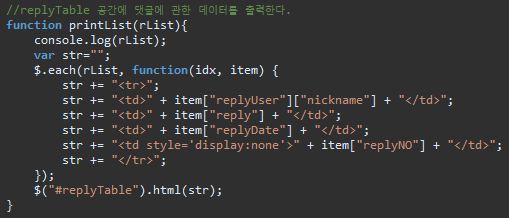 //replyTable 공간에 댓글에 관한 데이터를 출력한다.
function printList(rList){
    console.log(rList);
    var str="";
    $.each(rList, function(idx, item) {
        str += "<tr>";
        str += "<td>" + item["replyUser"]["nickname"] + "</td>";
        str += "<td>" + item["reply"] + "</td>";
        str += "<td>" + item["replyDate"] + "</td>";
        str += "<td style='display:none'>" + item["replyNO"] + "</td>";
        str += "</tr>";
    });
    $("#replyTable").html(str);
}